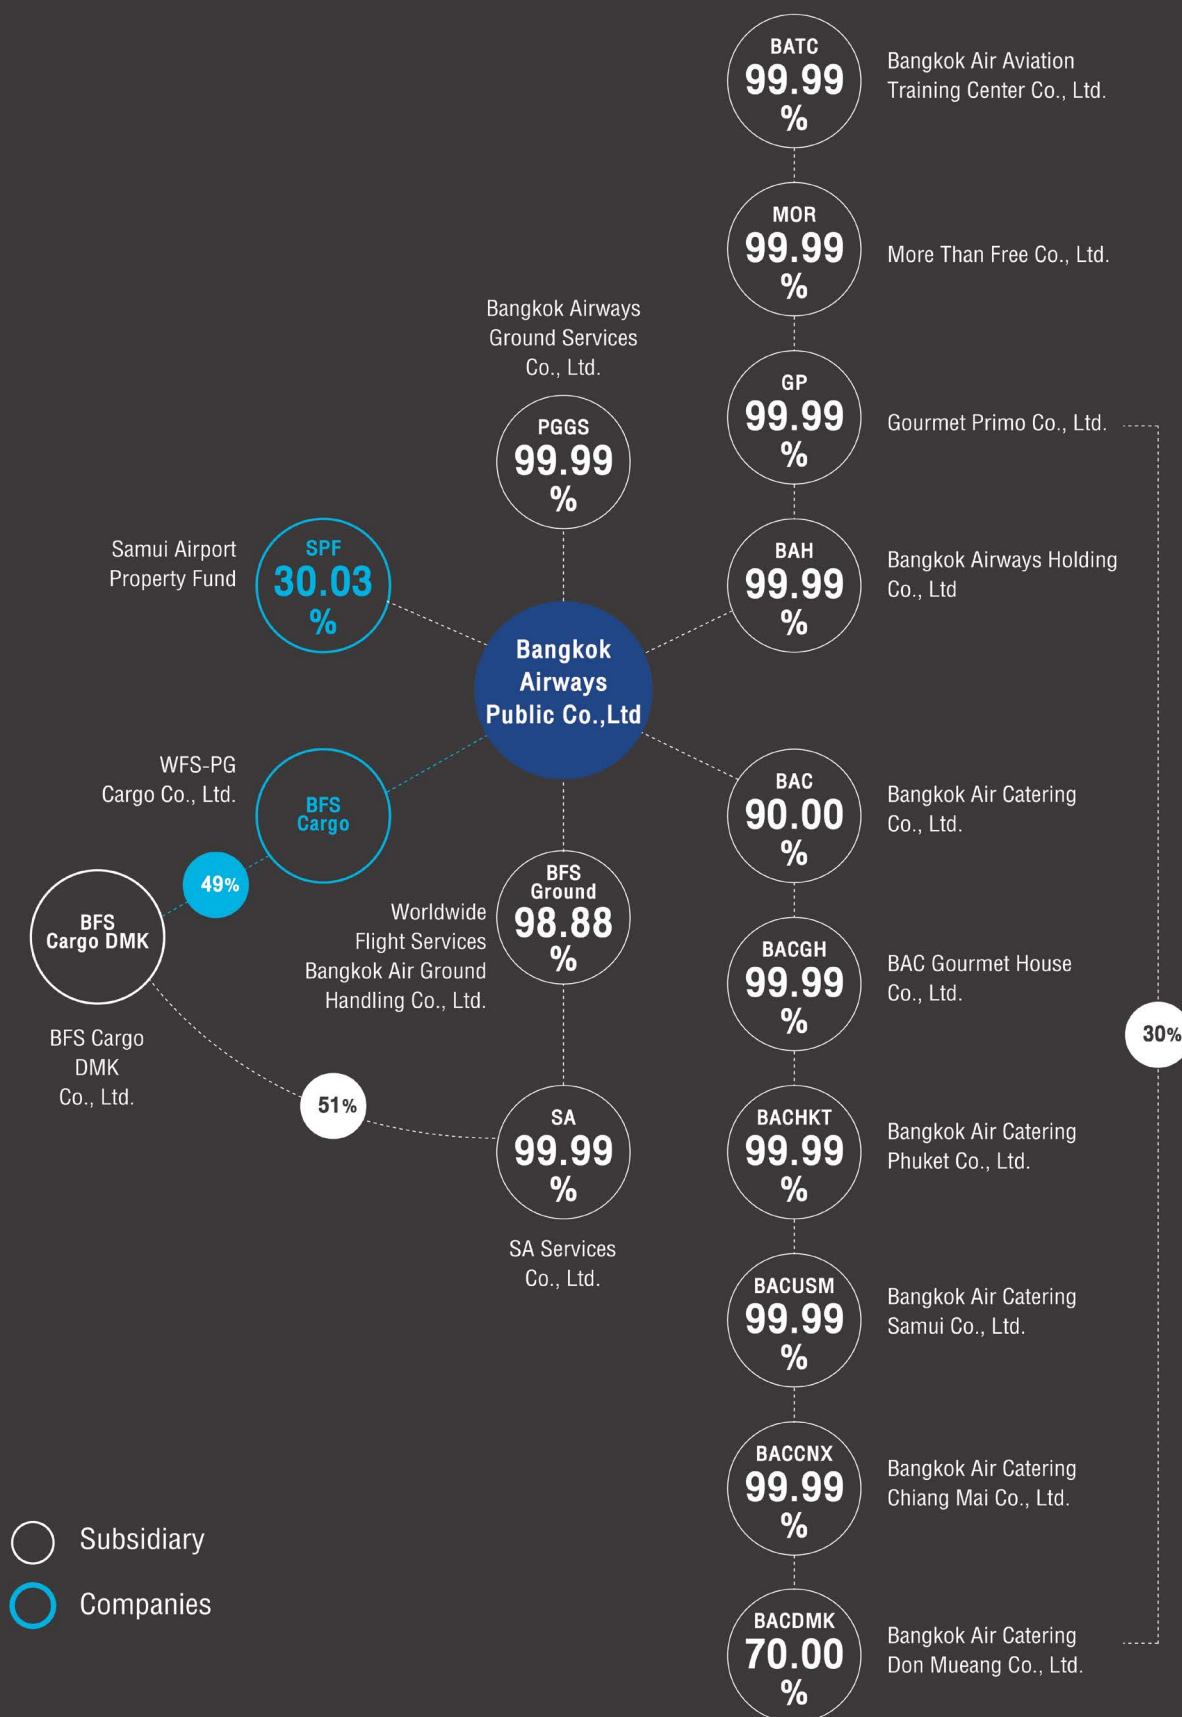 BATC
99.99
%
Bangkok Air Aviation
Training Center Co., Ltd.
MOR
99.99
%
More Than Free Co., Ltd.
Bangkok Airways
Ground Services
Co., Ltd.
PGGS
99.99
%
GP
99.99
%
Gourmet Primo Co., Ltd.
Samui Airport
Property Fund
SPF
30.03
%
BAH
99.99
%
Bangkok Airways Holding
Co., Ltd
Bangkok
Airways
Public Co.,Ltd
WFS-PG
Cargo Co., Ltd.
BFS
Cargo
BAC
90.00
%
Bangkok Air Catering
Co., Ltd.
49%
BFS
Cargo DMK
BFS Cargo
DMK
Co., Ltd.
Worldwide
Flight Services
Bangkok Air Ground
Handling Co., Ltd.
BFS
Ground
98.88
%
BACGH
99.99
%
BAC Gourmet House
Co., Ltd.
30%
51%
SA
99.99
%
SA Services
Co., Ltd.
BACHKT
99.99
%
Bangkok Air Catering
Phuket Co., Ltd.
BACUSM
99.99
%
Bangkok Air Catering
Samui Co., Ltd.
BACCNX
99.99
%
Bangkok Air Catering
Chiang Mai Co., Ltd.
BACDMK
70.00
%
Bangkok Air Catering
Don Mueang Co., Ltd.
Subsidiary
Companies